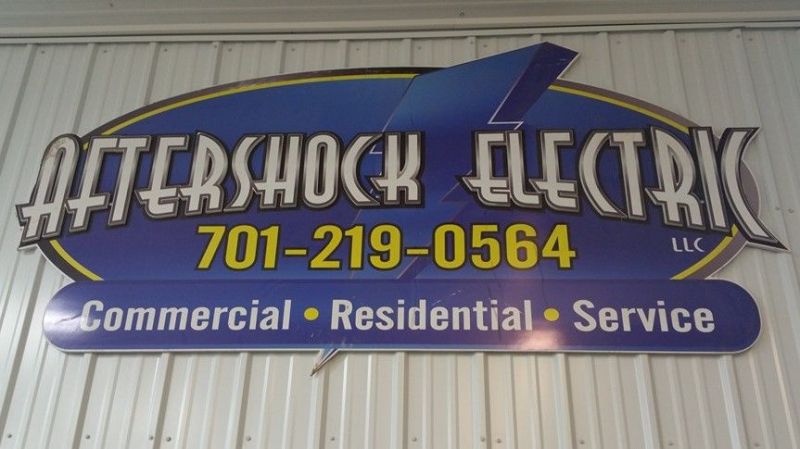 AFTERSHOCK ELECTRIC
LLC
701-219-0564
Commercial • Residential • Service